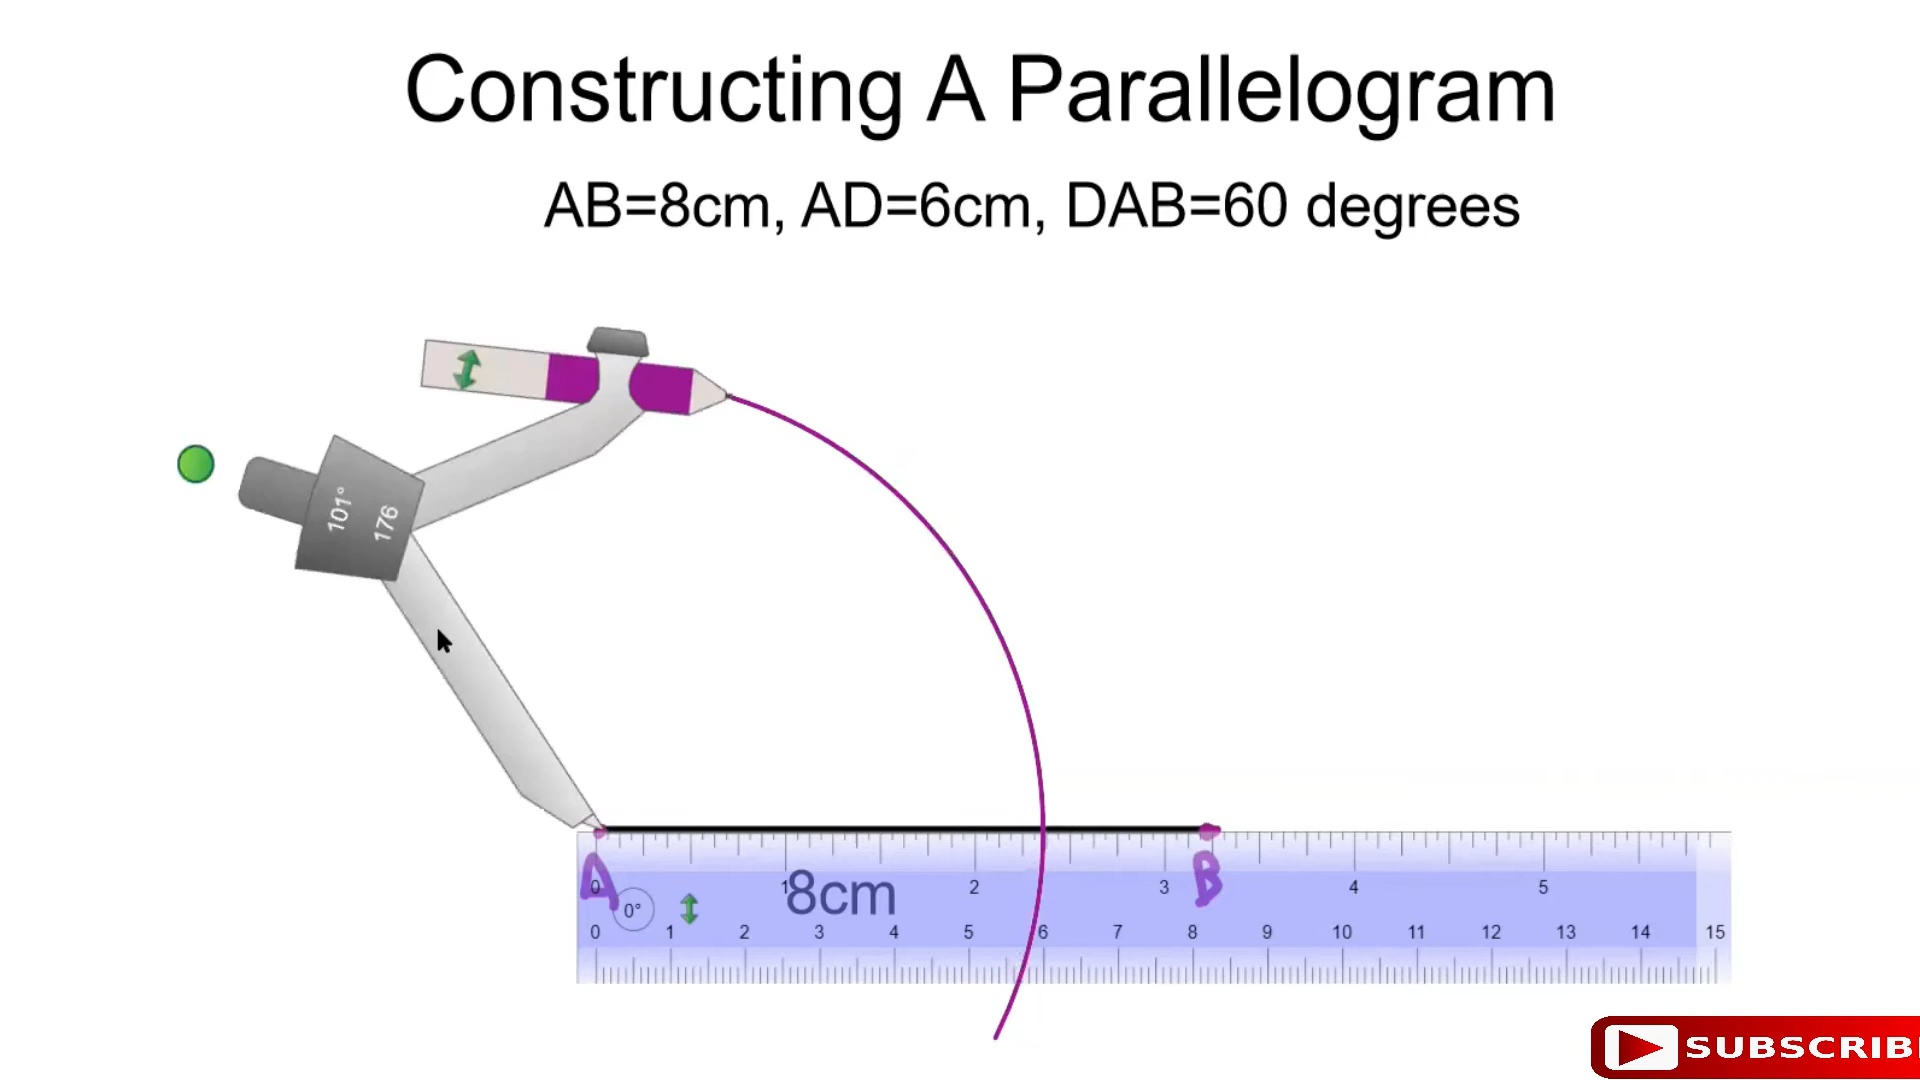 Constructing A Parallelogram
AB=8cm, AD=6cm, DAB=60 degrees
101°
176
A
B
0 1 2 3 4 5
8cm
0°
0 1 2 3 4 5 6 7 8 9 10 11 12 13 14 15
SUBSCRIB